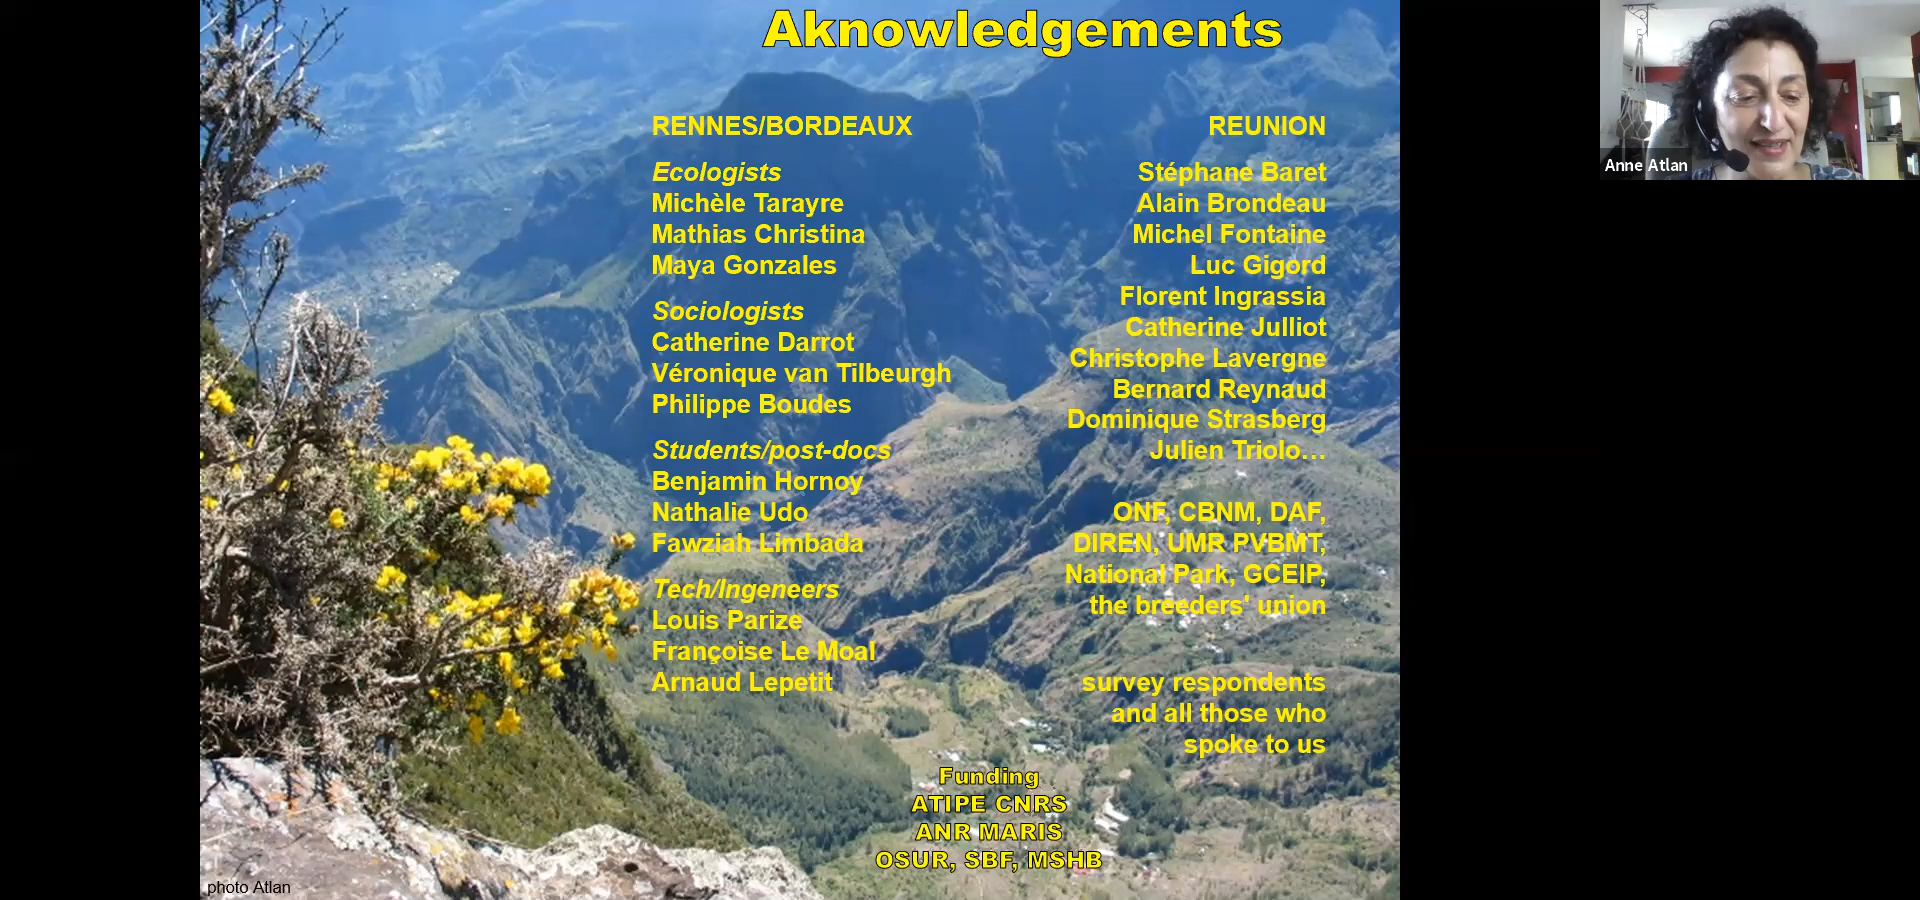 Aknowledgements
RENNES/BORDEAUX
Ecologists
Michèle Tarayre
Mathias Christina
Maya Gonzales
Sociologists
Catherine Darrot
Véronique van Tilbeurgh
Philippe Boudes
Students/post-docs
Benjamin Hornoy
Nathalie Udo
Fawziah Limbada
Tech/Ingeneers
Louis Parize
Françoise Le Moal
Arnaud Lepetit
REUNION
Stéphane Baret
Alain Brondeau
Michel Fontaine
Luc Gigord
Florent Ingrassia
Catherine Julliot
Christophe Lavergne
Bernard Reynaud
Dominique Strasberg
Julien Triolo…
ONF, CBNM, DAF,
DIREN, UMR PVBMT,
National Park, GCEIP,
the breeders' union
survey respondents
and all those who
spoke to us
Funding
ATIPE CNRS
ANR MARIS
OSUR, SBF, MSHB
photo Atlan
Anne Atlan